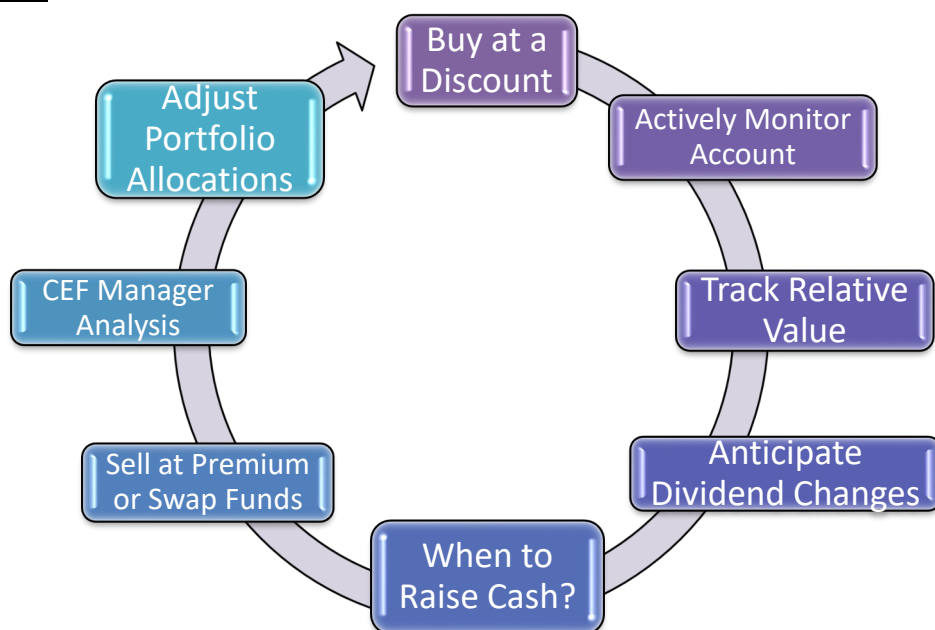 Buy at a
Discount
Actively Monitor
Account
Track Relative
Value
Anticipate
Dividend Changes
When to
Raise Cash?
Sell at Premium
or Swap Funds
CEF Manager
Analysis
Adjust
Portfolio
Allocations